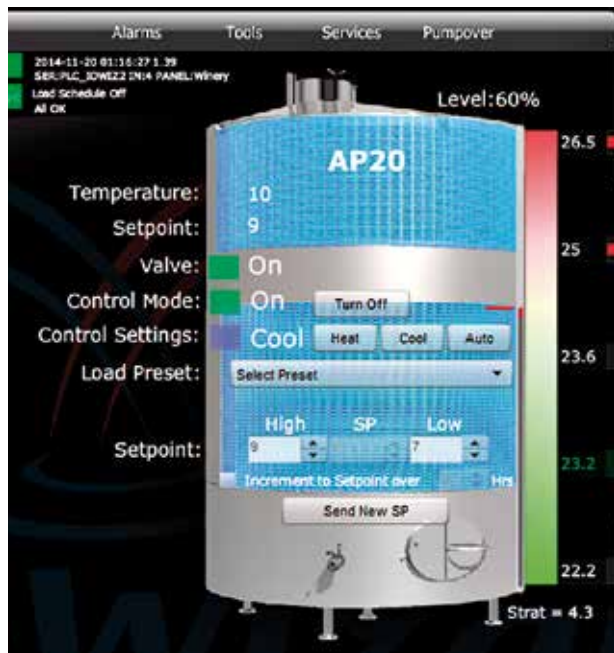 Alarms Tools Services Pumpover
2014-11-20 01:16:27 1.39
SER:PLC_IOWIZ2 IN:4 PANEL:Winery
Load Schedule Off
All OK
Level:60%
26.5
AP20
Temperature: 10
Setpoint: 9
25
Valve: On
Control Mode: On Turn Off
Control Settings: Cool Heat Cool Auto
23.6
Load Preset: Select Preset
High SP Low
Setpoint: 9 7
23.2
Increment to Setpoint over Hrs
Send New SP
22.2
Strat = 4.3